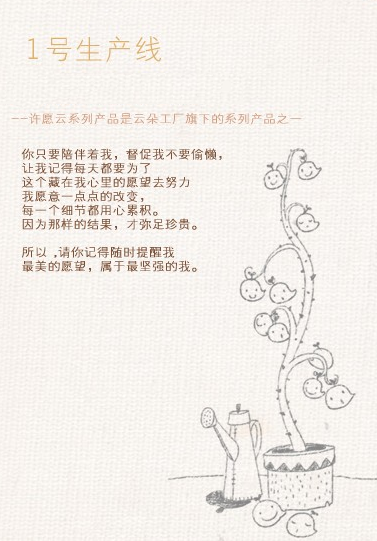 1号生产线
——许愿云系列产品是云朵工厂旗下的系列产品之一
你只要陪伴着我，督促我不要偷懒，
让我记得每天都要为了
这个藏在我心里的愿望去努力
我愿意一点点的改变，
每一个细节都用心累积。
因为那样的结果，才弥足珍贵。
所以 ,请你记得随时提醒我
最美的愿望，属于最坚强的我。